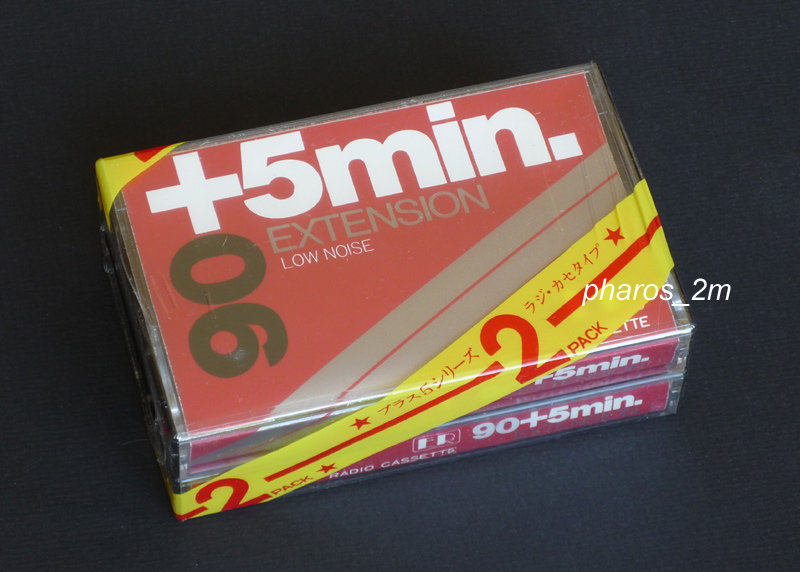 +5min.
EXTENSION
LOW NOISE
90
★ プラス5シリーズ
2
PACK
ラジ・カセタイプ ★
pharos_2m
ETTE
+5min.
90+5min.
RADIO CASSETTE
2
PACK ★